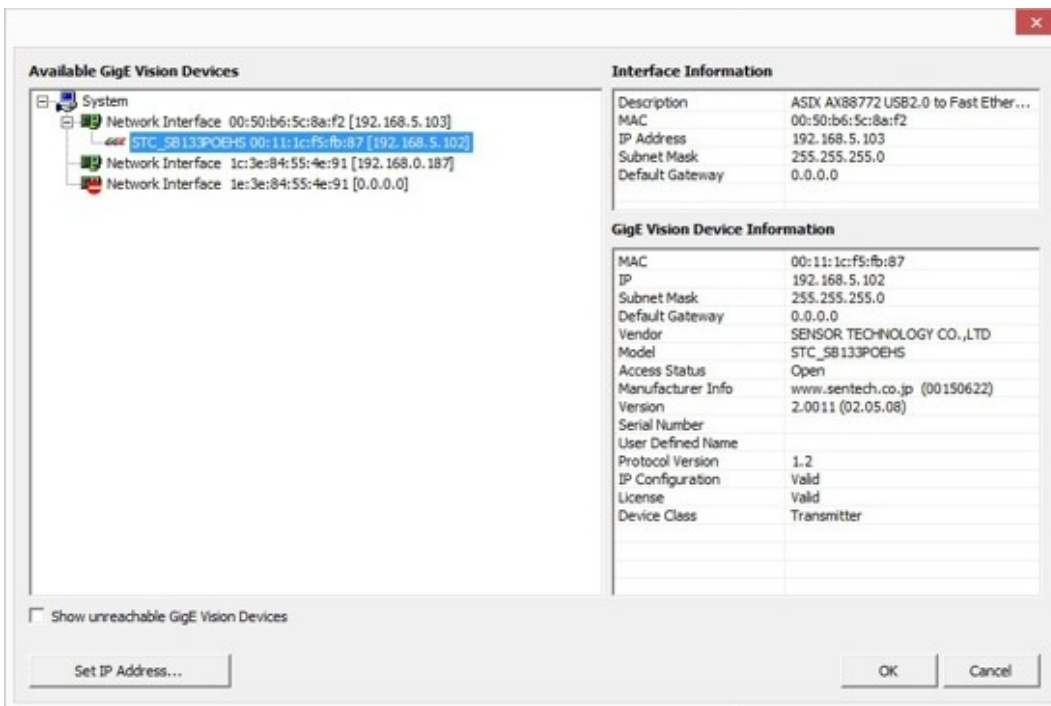 Available GigE Vision Devices
System
Network Interface 00:50:b6:5c:8a:f2 [192.168.5.103]
STC_SB133POEHS 00:11:1c:f5:fb:87 [192.168.5.102]
Network Interface 1c:3e:84:55:4e:91 [192.168.0.187]
Network Interface 1e:3e:84:55:4e:91 [0.0.0.0]
Show unreachable GigE Vision Devices
Set IP Address...
Interface Information
Description ASIX AX88772 USB2.0 to Fast Ether...
MAC 00:50:b6:5c:8a:f2
IP Address 192.168.5.103
Subnet Mask 255.255.255.0
Default Gateway 0.0.0.0
GigE Vision Device Information
MAC 00:11:1c:f5:fb:87
IP 192.168.5.102
Subnet Mask 255.255.255.0
Default Gateway 0.0.0.0
Vendor SENSOR TECHNOLOGY CO.,LTD
Model STC_SB133POEHS
Access Status Open
Manufacturer Info www.sentech.co.jp (00150622)
Version 2.0011 (02.05.08)
Serial Number
User Defined Name
Protocol Version 1.2
IP Configuration Valid
License Valid
Device Class Transmitter
OK
Cancel